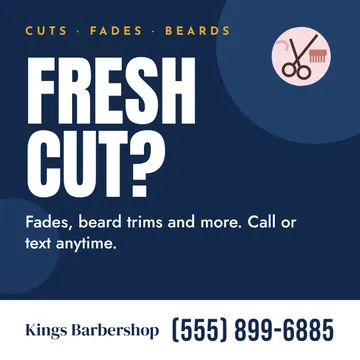 CUTS · FADES · BEARDS
FRESH
CUT?
Fades, beard trims and more. Call or
text anytime.
Kings Barbershop (555) 899-6885